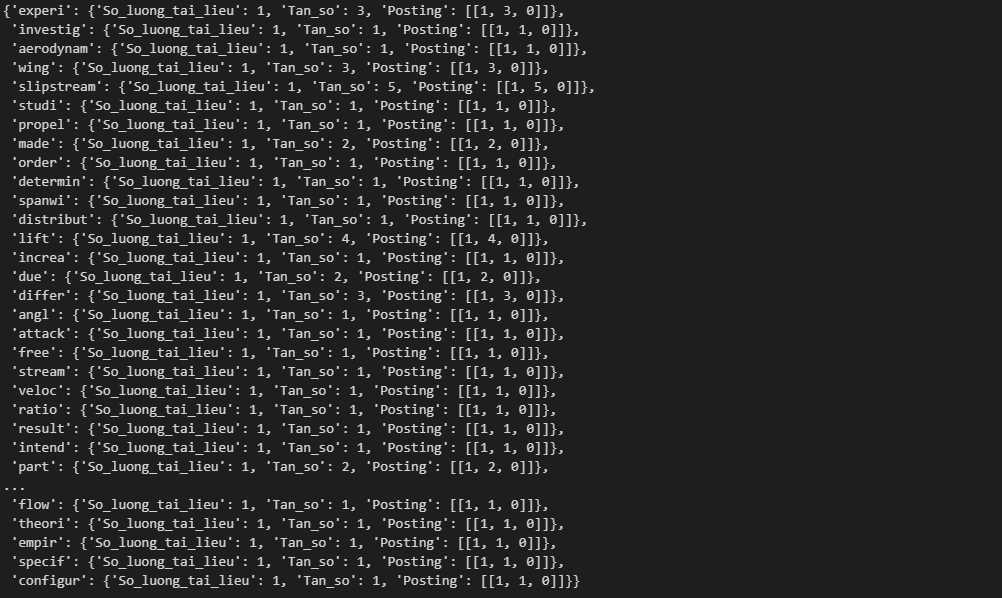 {'experi': {'So_luong_tai_lieu': 1, 'Tan_so': 3, 'Posting': [[1, 3, 0]]},
'investig': {'So_luong_tai_lieu': 1, 'Tan_so': 1, 'Posting': [[1, 1, 0]]},
'aerodynam': {'So_luong_tai_lieu': 1, 'Tan_so': 1, 'Posting': [[1, 1, 0]]},
'wing': {'So_luong_tai_lieu': 1, 'Tan_so': 3, 'Posting': [[1, 3, 0]]},
'slipstream': {'So_luong_tai_lieu': 1, 'Tan_so': 5, 'Posting': [[1, 5, 0]]},
'studi': {'So_luong_tai_lieu': 1, 'Tan_so': 1, 'Posting': [[1, 1, 0]]},
'propel': {'So_luong_tai_lieu': 1, 'Tan_so': 1, 'Posting': [[1, 1, 0]]},
'made': {'So_luong_tai_lieu': 1, 'Tan_so': 2, 'Posting': [[1, 2, 0]]},
'order': {'So_luong_tai_lieu': 1, 'Tan_so': 1, 'Posting': [[1, 1, 0]]},
'determin': {'So_luong_tai_lieu': 1, 'Tan_so': 1, 'Posting': [[1, 1, 0]]},
'spanwi': {'So_luong_tai_lieu': 1, 'Tan_so': 1, 'Posting': [[1, 1, 0]]},
'distribut': {'So_luong_tai_lieu': 1, 'Tan_so': 1, 'Posting': [[1, 1, 0]]},
'lift': {'So_luong_tai_lieu': 1, 'Tan_so': 4, 'Posting': [[1, 4, 0]]},
'increa': {'So_luong_tai_lieu': 1, 'Tan_so': 1, 'Posting': [[1, 1, 0]]},
'due': {'So_luong_tai_lieu': 1, 'Tan_so': 2, 'Posting': [[1, 2, 0]]},
'differ': {'So_luong_tai_lieu': 1, 'Tan_so': 3, 'Posting': [[1, 3, 0]]},
'angl': {'So_luong_tai_lieu': 1, 'Tan_so': 1, 'Posting': [[1, 1, 0]]},
'attack': {'So_luong_tai_lieu': 1, 'Tan_so': 1, 'Posting': [[1, 1, 0]]},
'free': {'So_luong_tai_lieu': 1, 'Tan_so': 1, 'Posting': [[1, 1, 0]]},
'stream': {'So_luong_tai_lieu': 1, 'Tan_so': 1, 'Posting': [[1, 1, 0]]},
'veloc': {'So_luong_tai_lieu': 1, 'Tan_so': 1, 'Posting': [[1, 1, 0]]},
'ratio': {'So_luong_tai_lieu': 1, 'Tan_so': 1, 'Posting': [[1, 1, 0]]},
'result': {'So_luong_tai_lieu': 1, 'Tan_so': 1, 'Posting': [[1, 1, 0]]},
'intend': {'So_luong_tai_lieu': 1, 'Tan_so': 1, 'Posting': [[1, 1, 0]]},
'part': {'So_luong_tai_lieu': 1, 'Tan_so': 2, 'Posting': [[1, 2, 0]]},
...
'flow': {'So_luong_tai_lieu': 1, 'Tan_so': 1, 'Posting': [[1, 1, 0]]},
'theori': {'So_luong_tai_lieu': 1, 'Tan_so': 1, 'Posting': [[1, 1, 0]]},
'empir': {'So_luong_tai_lieu': 1, 'Tan_so': 1, 'Posting': [[1, 1, 0]]},
'specif': {'So_luong_tai_lieu': 1, 'Tan_so': 1, 'Posting': [[1, 1, 0]]},
'configur': {'So_luong_tai_lieu': 1, 'Tan_so': 1, 'Posting': [[1, 1, 0]]}}